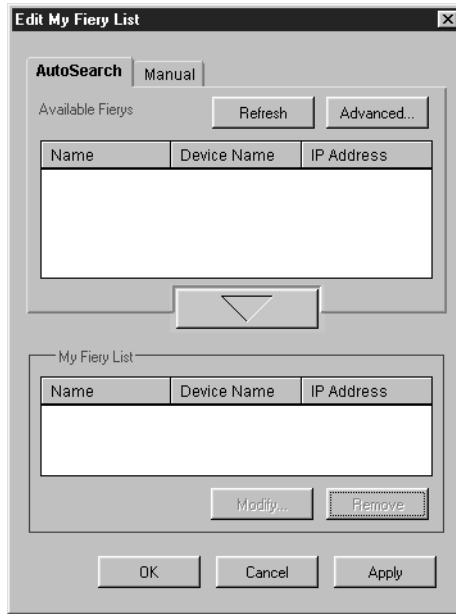 Edit My Fiery List
AutoSearch Manual
Available Fierys Refresh Advanced...
Name Device Name IP Address
My Fiery List
Name Device Name IP Address
Modify... Remove
OK Cancel Apply